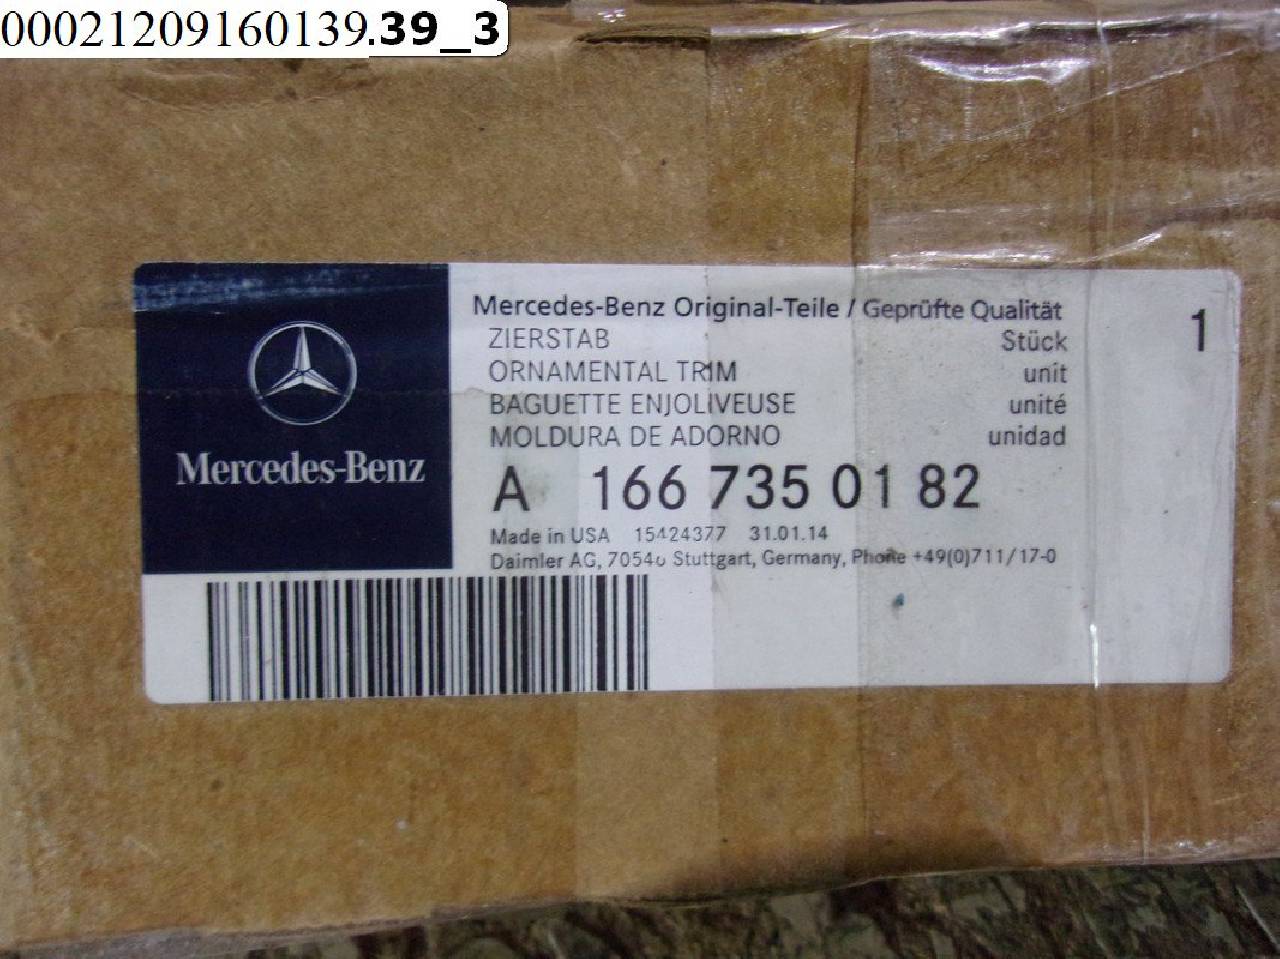 00021209160139.39_3
Mercedes-Benz Original-Teile / Geprüfte Qualität
1
ZIERSTAB Stück
ORNAMENTAL TRIM unit
BAGUETTE ENJOLIVEUSE unité
MOLDURA DE ADORNO unidad
Mercedes-Benz
A 166 735 01 82
Made in USA 15424377 31.01.14
Daimler AG, 70546 Stuttgart, Germany, Phone +49(0)711/17-0